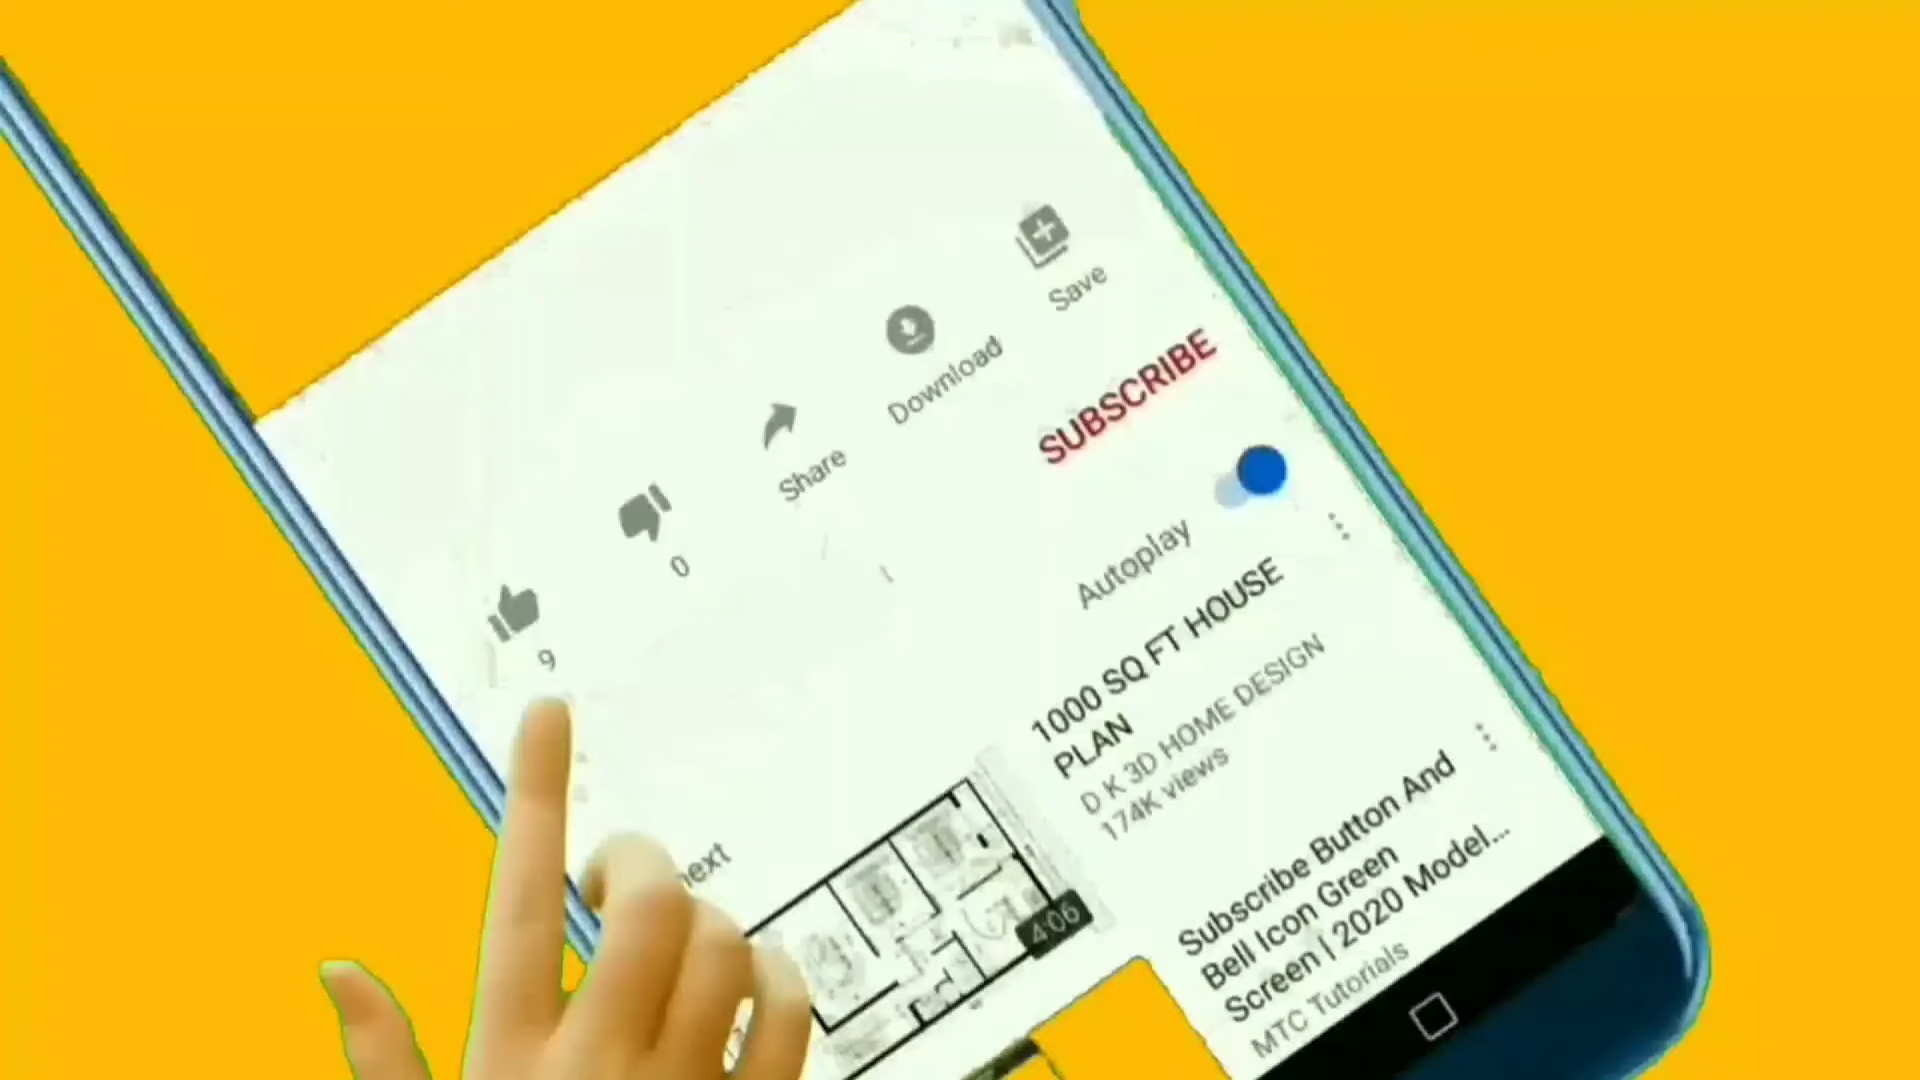 Save
Download
Share
0
9
SUBSCRIBE
Autoplay
next
1000 SQ FT HOUSE
PLAN
D K 3D HOME DESIGN
174K views
4:06
Subscribe Button And
Bell Icon Green
Screen | 2020 Model...
MTC Tutorials